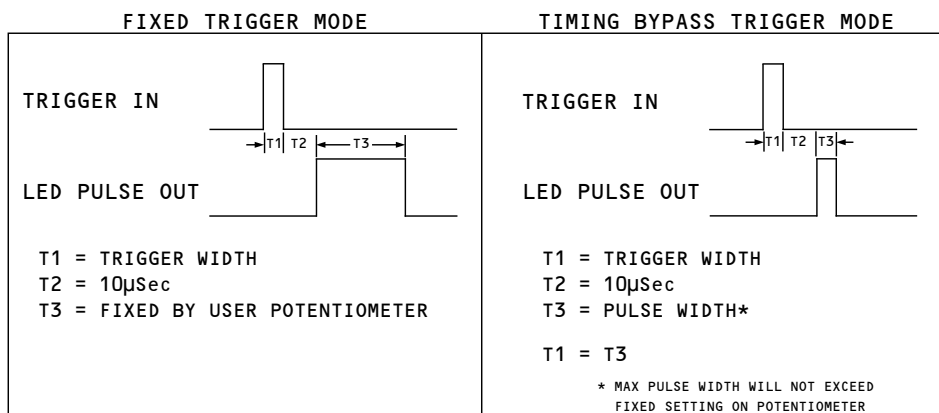 FIXED TRIGGER MODE
TRIGGER IN
T1 T2 T3
LED PULSE OUT
T1 = TRIGGER WIDTH
T2 = 10µSec
T3 = FIXED BY USER POTENTIOMETER
TIMING BYPASS TRIGGER MODE
TRIGGER IN
T1 T2 T3
LED PULSE OUT
T1 = TRIGGER WIDTH
T2 = 10µSec
T3 = PULSE WIDTH*
T1 = T3
* MAX PULSE WIDTH WILL NOT EXCEED
FIXED SETTING ON POTENTIOMETER